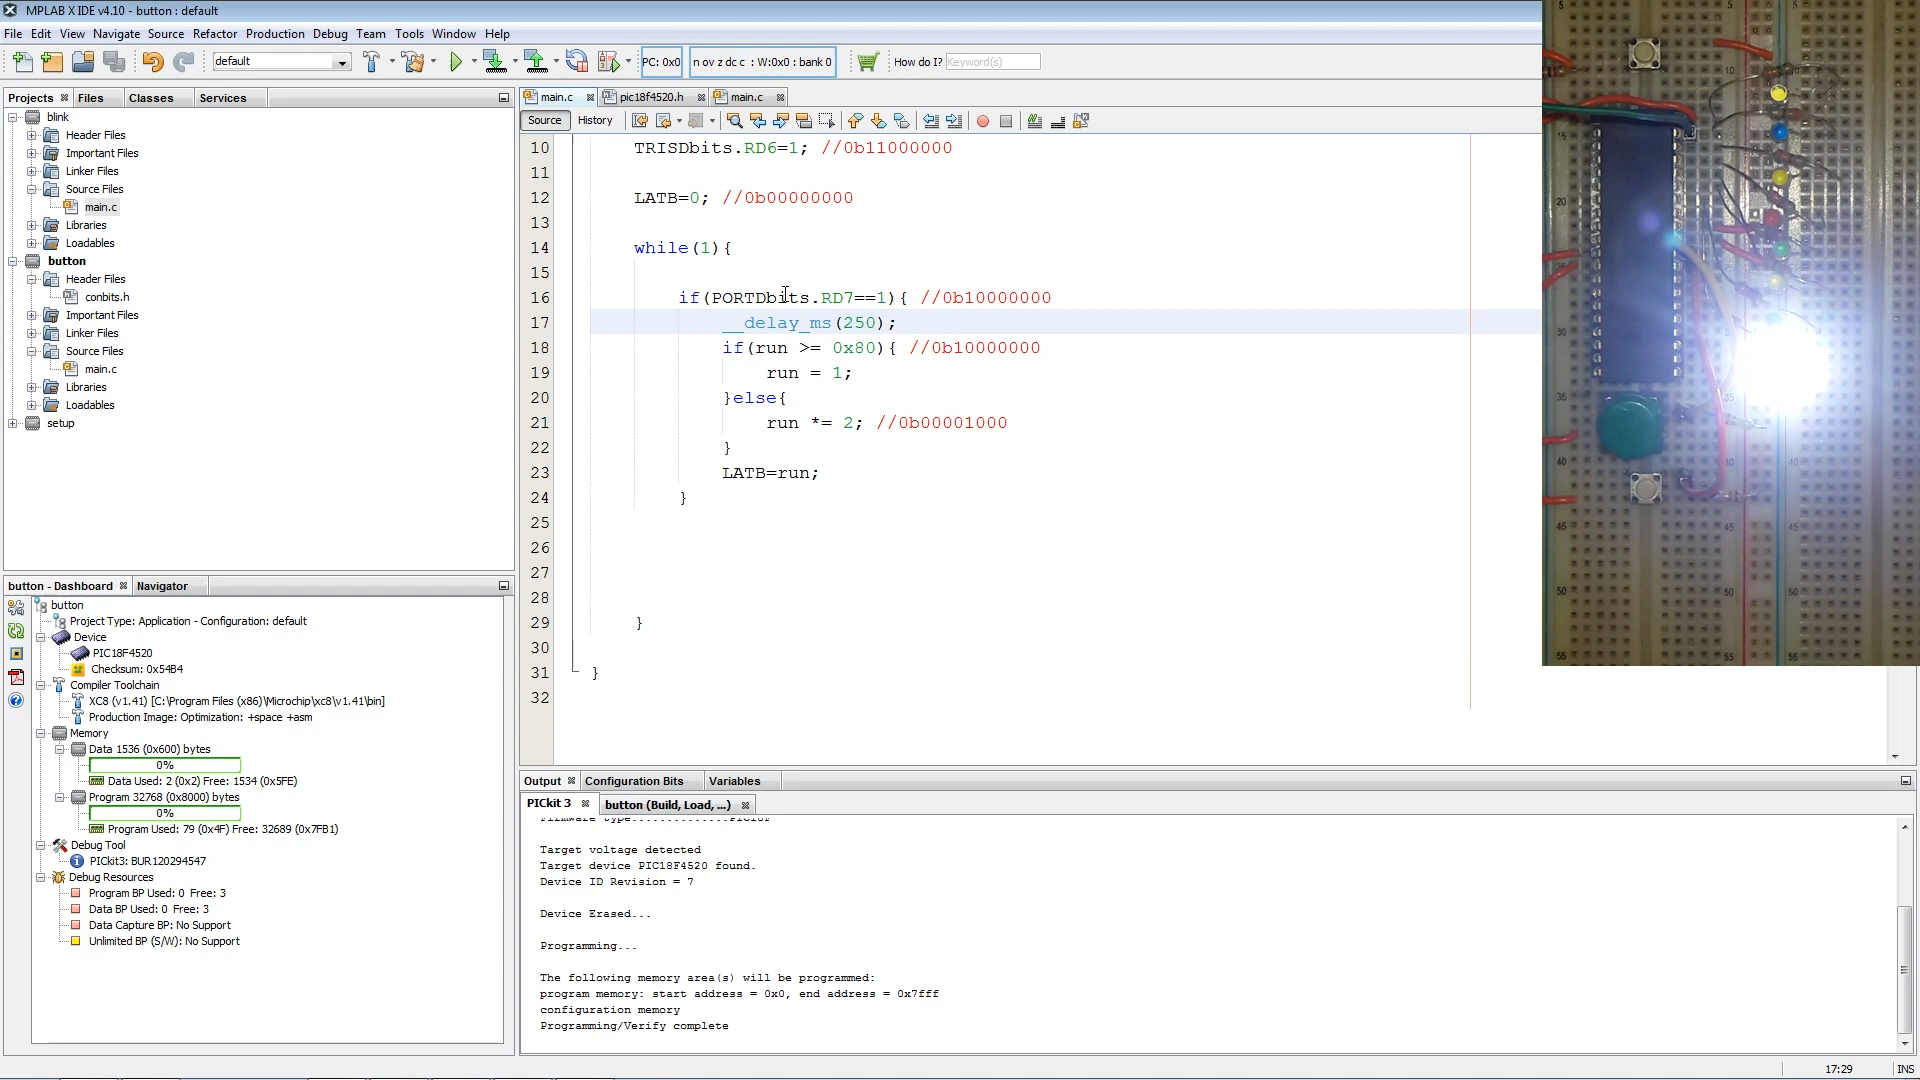 MPLAB X IDE v4.10 - button : default
File Edit View Navigate Source Refactor Production Debug Team Tools Window Help
default
PC: 0x0
n ov z dc c : W:0x0 : bank 0
How do I? Keyword(s)
Projects Files Classes Services
blink
Header Files
Important Files
Linker Files
Source Files
main.c
Libraries
Loadables
button
Header Files
conbits.h
Important Files
Linker Files
Source Files
main.c
Libraries
Loadables
setup
main.c pic18f4520.h main.c
Source History
10 TRISDbits.RD6=1; //0b11000000
11
12 LATB=0; //0b00000000
13
14 while(1){
15
16 if(PORTDbits.RD7==1){ //0b10000000
17 __delay_ms(250);
18 if(run >= 0x80){ //0b10000000
19 run = 1;
20 }else{
21 run *= 2; //0b00001000
22 }
23 LATB=run;
24 }
25
26
27
28
29 }
30
31 }
32
button - Dashboard Navigator
button
Project Type: Application - Configuration: default
Device
PIC18F4520
Checksum: 0x54B4
Compiler Toolchain
XC8 (v1.41) [C:\Program Files (x86)\Microchip\xc8\v1.41\bin]
Production Image: Optimization: +space +asm
Memory
Data 1536 (0x600) bytes
0%
Data Used: 2 (0x2) Free: 1534 (0x5FE)
Program 32768 (0x8000) bytes
0%
Program Used: 79 (0x4F) Free: 32689 (0x7FB1)
Debug Tool
PICkit3: BUR120294547
Debug Resources
Program BP Used: 0 Free: 3
Data BP Used: 0 Free: 3
Data Capture BP: No Support
Unlimited BP (S/W): No Support
Output Configuration Bits Variables
PICkit 3 button (Build, Load, ...)
Target voltage detected
Target device PIC18F4520 found.
Device ID Revision = 7
Device Erased...
Programming...
The following memory area(s) will be programmed:
program memory: start address = 0x0, end address = 0x7fff
configuration memory
Programming/Verify complete
17:29 INS